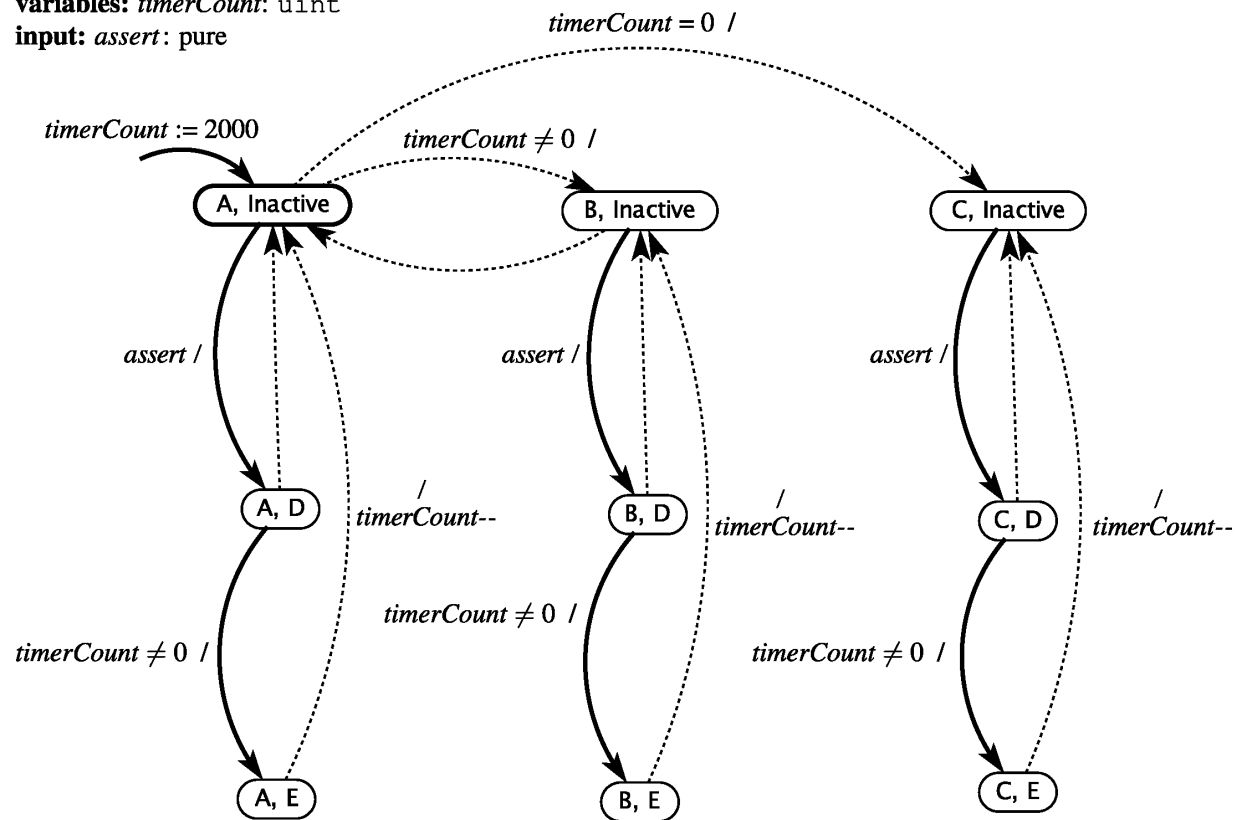 variables: timerCount: uint
input: assert: pure
timerCount = 0 /
timerCount := 2000
timerCount ≠ 0 /
A, Inactive
B, Inactive
C, Inactive
assert /
assert /
assert /
A, D
B, D
C, D
/
timerCount--
/
timerCount--
/
timerCount--
timerCount ≠ 0 /
timerCount ≠ 0 /
timerCount ≠ 0 /
A, E
B, E
C, E